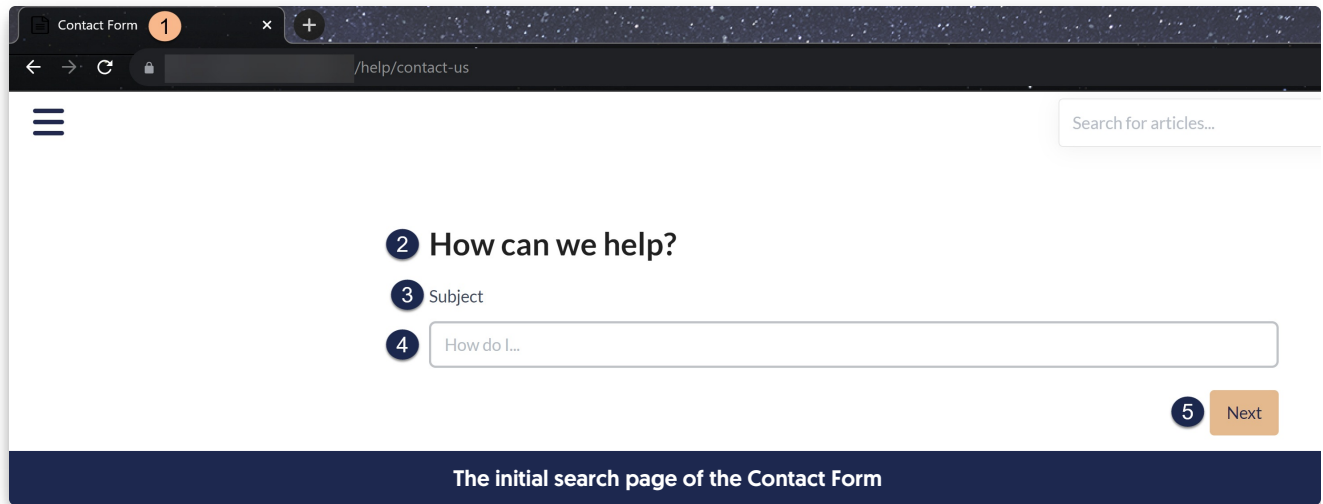 Contact Form 1
/help/contact-us
Search for articles...
2 How can we help?
3 Subject
4 How do I...
5 Next
The initial search page of the Contact Form